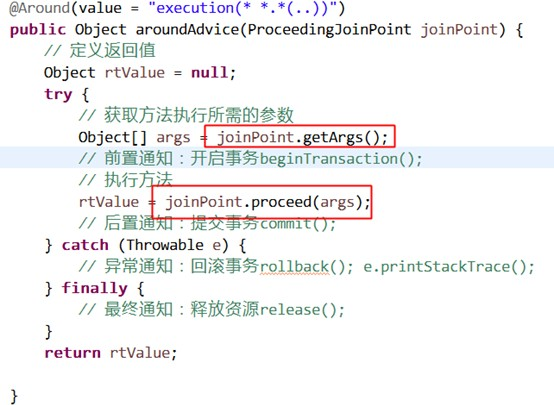 @Around(value = "execution(* *.*(..))")
public Object aroundAdvice(ProceedingJoinPoint joinPoint) {
// 定义返回值
Object rtValue = null;
try {
// 获取方法执行所需的参数
Object[] args = joinPoint.getArgs();
// 前置通知：开启事务beginTransaction();
// 执行方法
rtValue = joinPoint.proceed(args);
// 后置通知：提交事务commit();
} catch (Throwable e) {
// 异常通知：回滚事务rollback(); e.printStackTrace();
} finally {
// 最终通知：释放资源release();
}
return rtValue;
}